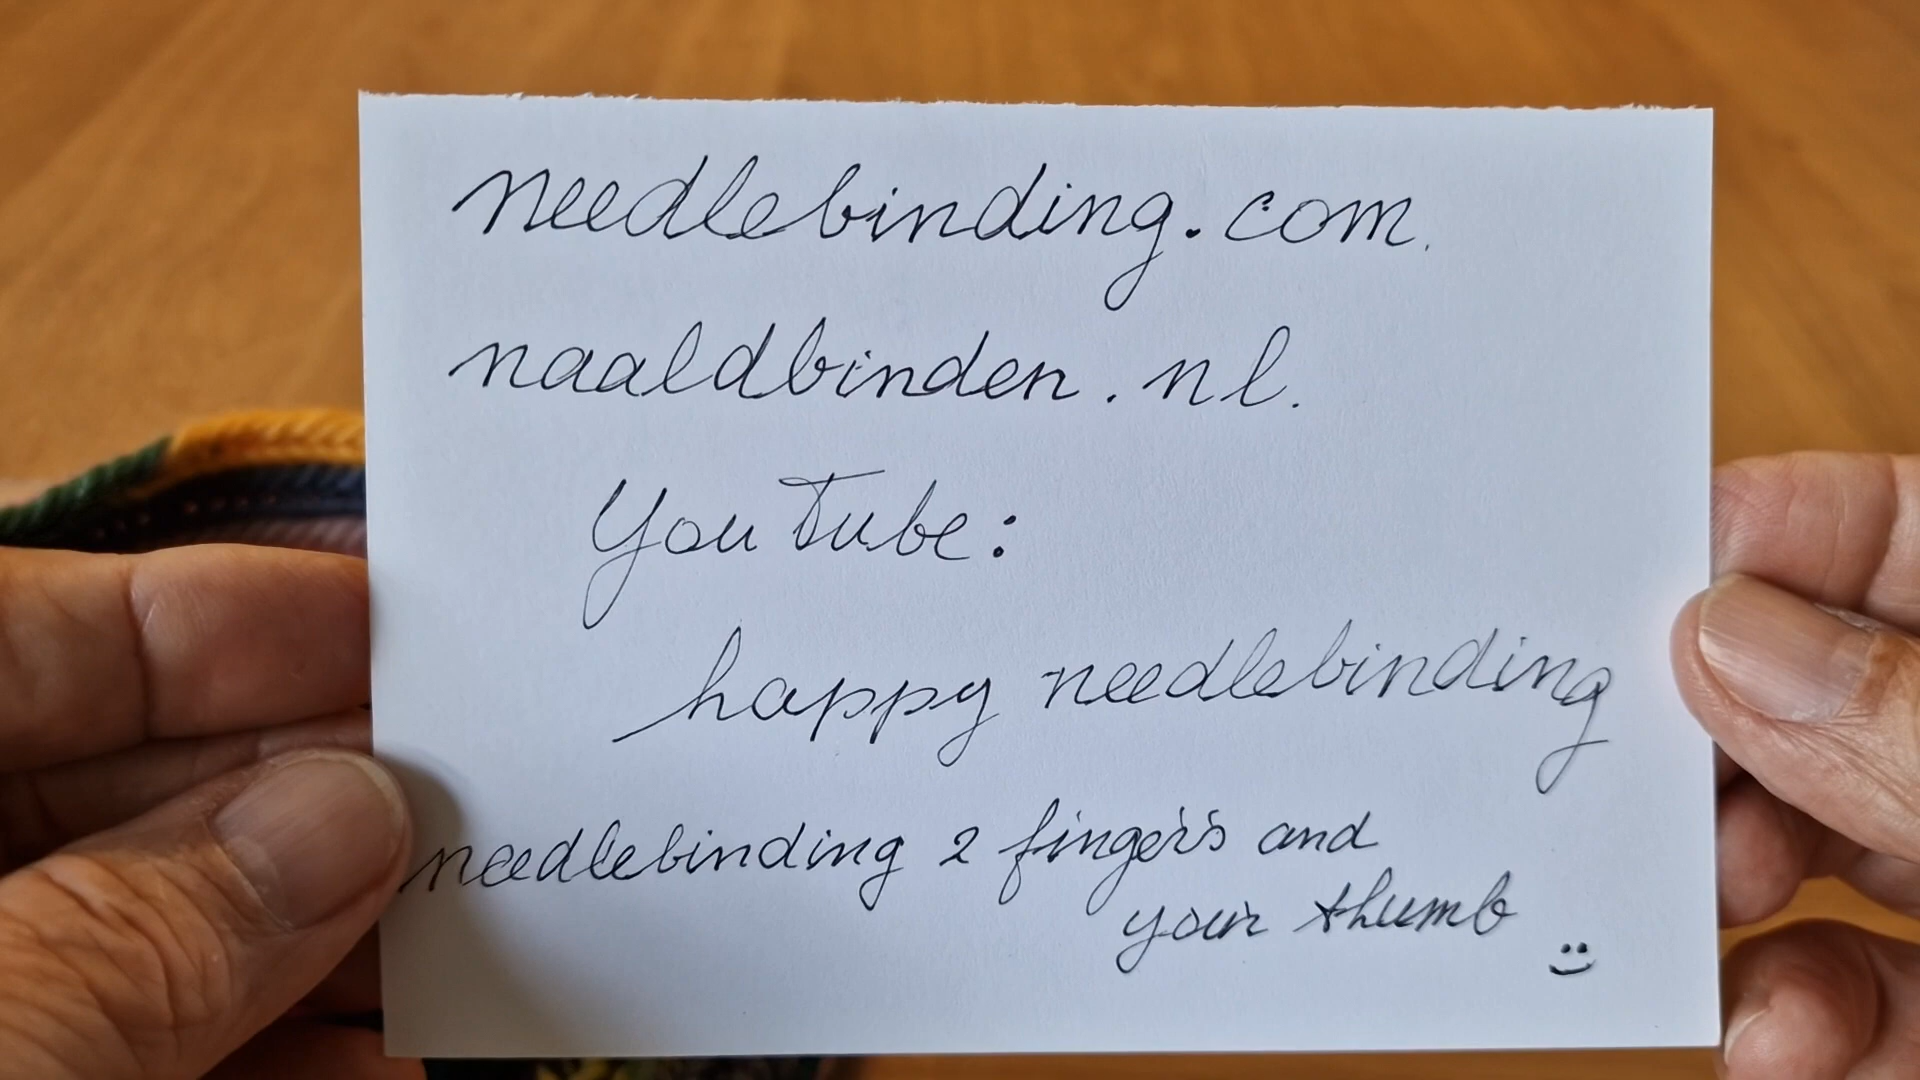 needlebinding.com.
naaldbinden.nl.
YouTube:
happy needlebinding
needlebinding 2 fingers and
your thumb